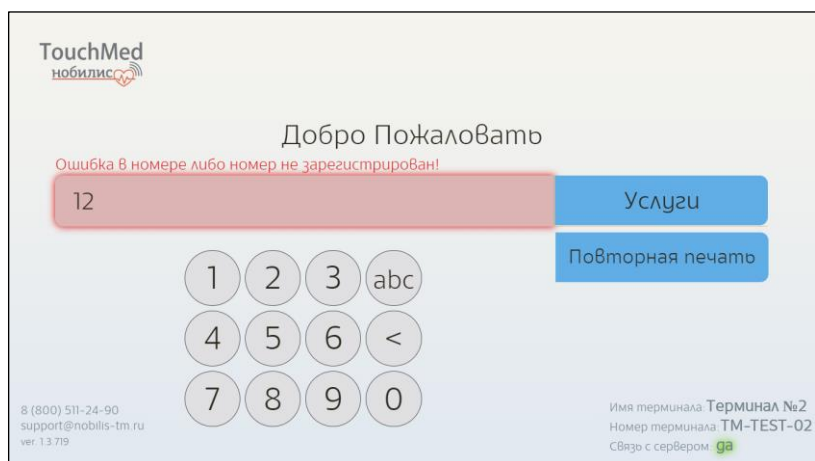 TouchMed
нобилис
Добро Пожаловать
Ошибка в номере либо номер не зарегистрирован!
12
Услуги
Повторная печать
1 2 3 abc
4 5 6 <
7 8 9 0
8 (800) 511-24-90
support@nobilis-tm.ru
ver. 1.3.719
Имя терминала: Терминал №2
Номер терминала: TM-TEST-02
Связь с сервером: да